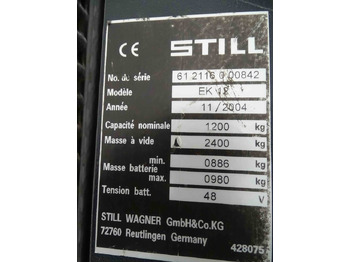 CE STILL
No. de série 61 2116 0 00842
Modèle EK 12
Année 11/2004
Capacité nominale 1200 kg
Masse à vide 2400 kg
min. 0886 kg
Masse batterie
max. 0980 kg
Tension batt. 48 V
STILL WAGNER GmbH&Co.KG
72760 Reutlingen Germany
428075